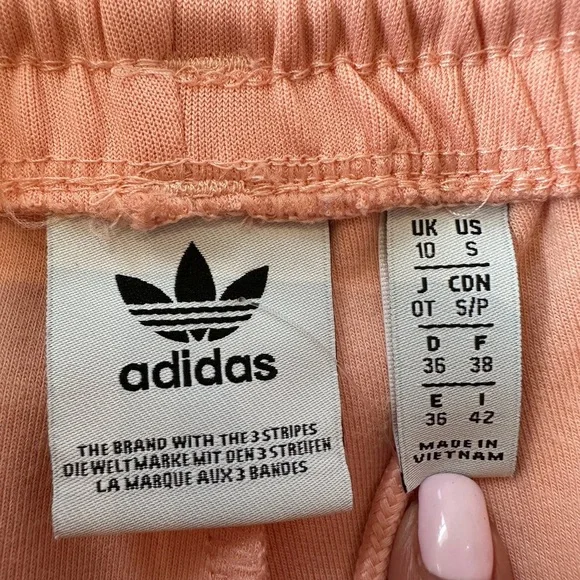 adidas
THE BRAND WITH THE 3 STRIPES
DIE WELTMARKE MIT DEN 3 STREIFEN
LA MARQUE AUX 3 BANDES
UK US
10 S
J CDN
OT S/P
D F
36 38
E I
36 42
MADE IN
VIETNAM